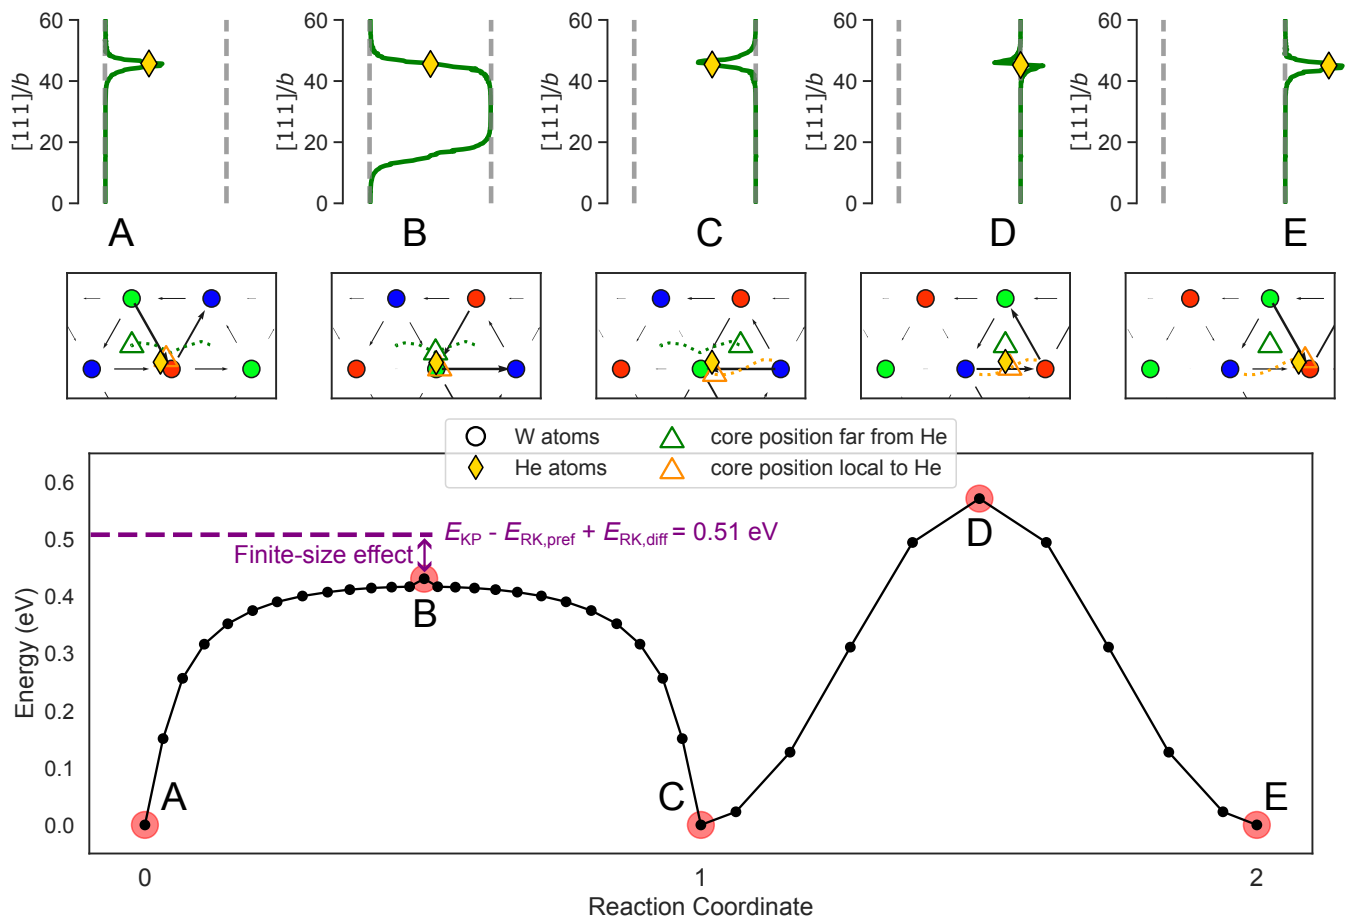 60 60 60 60 60
40 40 40 40 40
20 20 20 20 20
0 0 0 0 0
[111]/b [111]/b [111]/b [111]/b [111]/b
A B C D E
W atoms core position far from He
He atoms core position local to He
0.6
0.5
0.4
0.3
0.2
0.1
0.0
Energy (eV)
E_KP - E_RK,pref + E_RK,diff = 0.51 eV
Finite-size effect
B
D
A
C
E
0 1 2
Reaction Coordinate